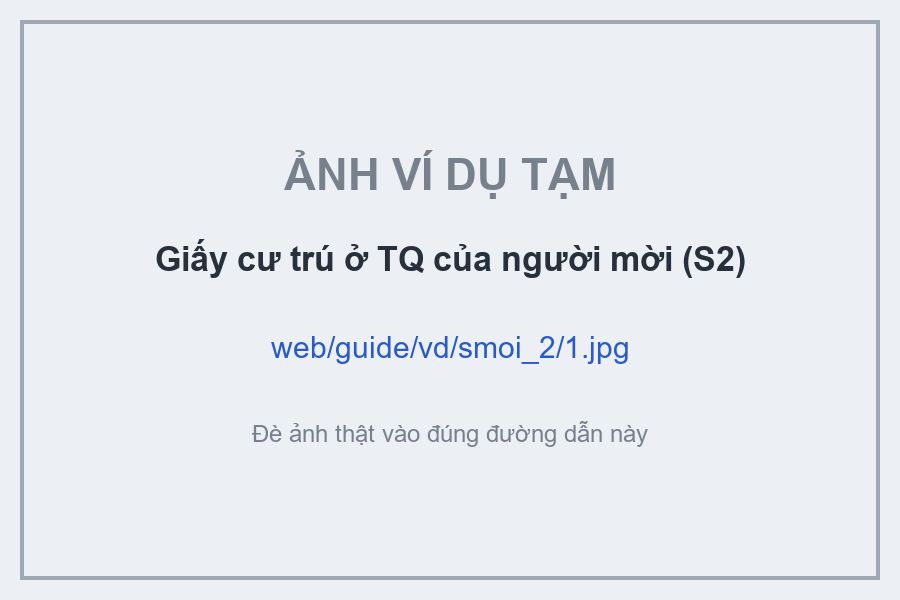 ẢNH VÍ DỤ TẠM
Giấy cư trú ở TQ của người mời (S2)
web/guide/vd/smoi_2/1.jpg
Đè ảnh thật vào đúng đường dẫn này